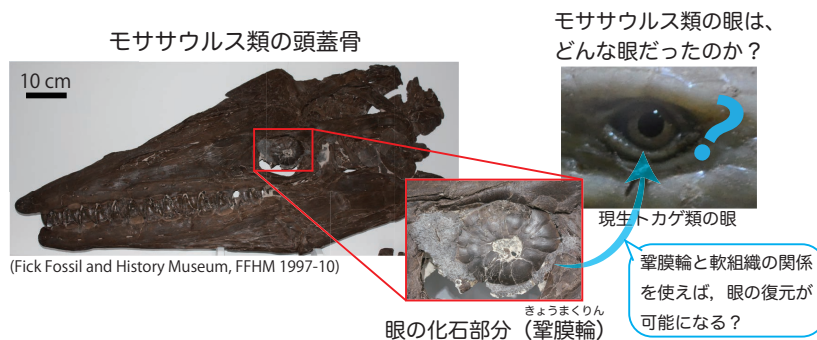 モササウルス類の頭蓋骨
10 cm
(Fick Fossil and History Museum, FFHM 1997-10)
モササウルス類の眼は、
どんな眼だったのか？
?
現生トカゲ類の眼
鞏膜輪と軟組織の関係
を使えば，眼の復元が
可能になる？
きょうまくりん
眼の化石部分（鞏膜輪）